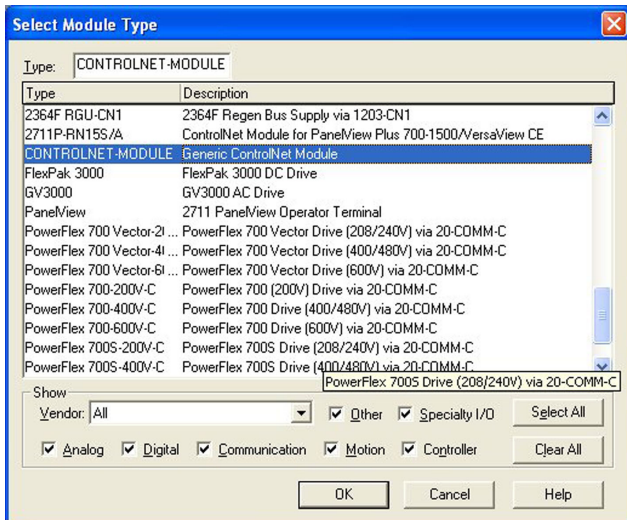 Select Module Type
Type: CONTROLNET-MODULE
Type Description
2364F RGU-CN1 2364F Regen Bus Supply via 1203-CN1
2711P-RN15S/A ControlNet Module for PanelView Plus 700-1500/VersaView CE
CONTROLNET-MODULE Generic ControlNet Module
FlexPak 3000 FlexPak 3000 DC Drive
GV3000 GV3000 AC Drive
PanelView 2711 PanelView Operator Terminal
PowerFlex 700 Vector-2( ... PowerFlex 700 Vector Drive (208/240V) via 20-COMM-C
PowerFlex 700 Vector-4( ... PowerFlex 700 Vector Drive (400/480V) via 20-COMM-C
PowerFlex 700 Vector-6( ... PowerFlex 700 Vector Drive (600V) via 20-COMM-C
PowerFlex 700-200V-C PowerFlex 700 (200V) Drive via 20-COMM-C
PowerFlex 700-400V-C PowerFlex 700 Drive (400/480V) via 20-COMM-C
PowerFlex 700-600V-C PowerFlex 700 Drive (600V) via 20-COMM-C
PowerFlex 700S-200V-C PowerFlex 700S Drive (208/240V) via 20-COMM-C
PowerFlex 700S-400V-C PowerFlex 700S Drive (400/480V) via 20-COMM-C
PowerFlex 700S Drive (208/240V) via 20-COMM-C
Show
Vendor: All Other Specialty I/O Select All
Analog Digital Communication Motion Controller Clear All
OK Cancel Help